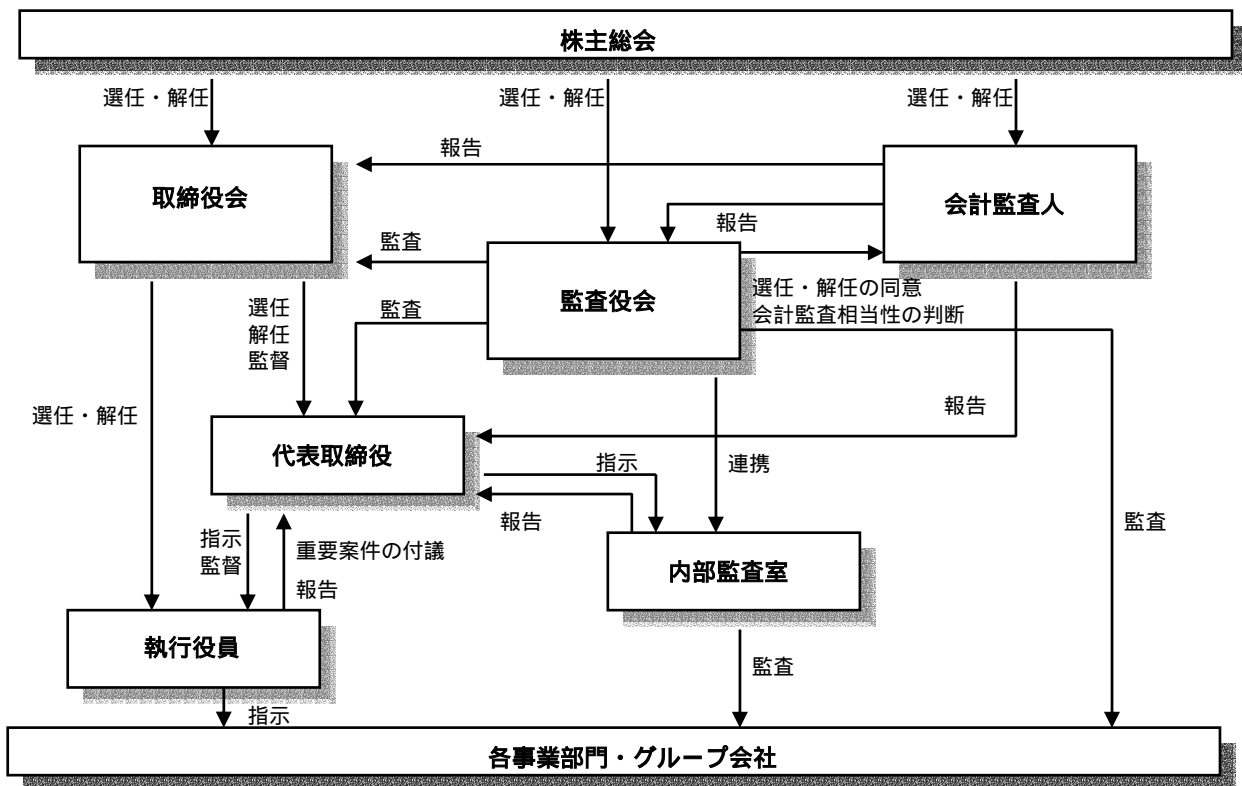 株主総会
選任・解任
選任・解任
選任・解任
報告
取締役会
会計監査人
報告
監査
監査役会
選任・解任の同意
会計監査相当性の判断
選任
解任
監督
監査
選任・解任
報告
代表取締役
指示
連携
報告
監査
指示
監督
重要案件の付議
報告
内部監査室
執行役員
監査
指示
各事業部門・グループ会社